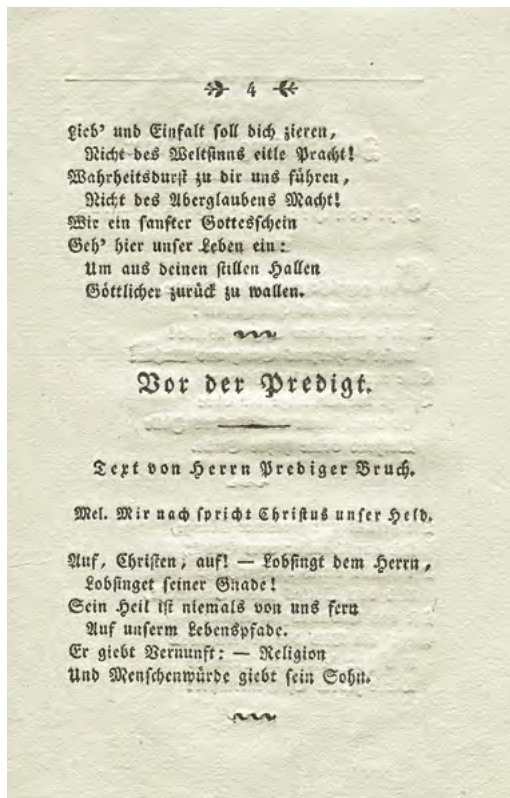 4
Lieb' und Einfalt soll dich zieren,
Nicht des Weltsinns eitle Pracht!
Wahrheitsdurst zu dir uns führen,
Nicht des Aberglaubens Macht!
Wir ein sanfter Gottesschein
Geh' hier unser Leben ein:
Um aus deinen stillen Hallen
Göttlicher zurück zu wallen.
Vor der Predigt.
Text von Herrn Prediger Bruch.
Mel. Mir nach spricht Christus unser Held.
Auf, Christen, auf! — Lobsingt dem Herrn,
Lobsinget seiner Gnade!
Sein Heil ist niemals von uns fern
Auf unserm Lebenspfade.
Er giebt Vernunft: — Religion
Und Menschenwürde giebt sein Sohn.